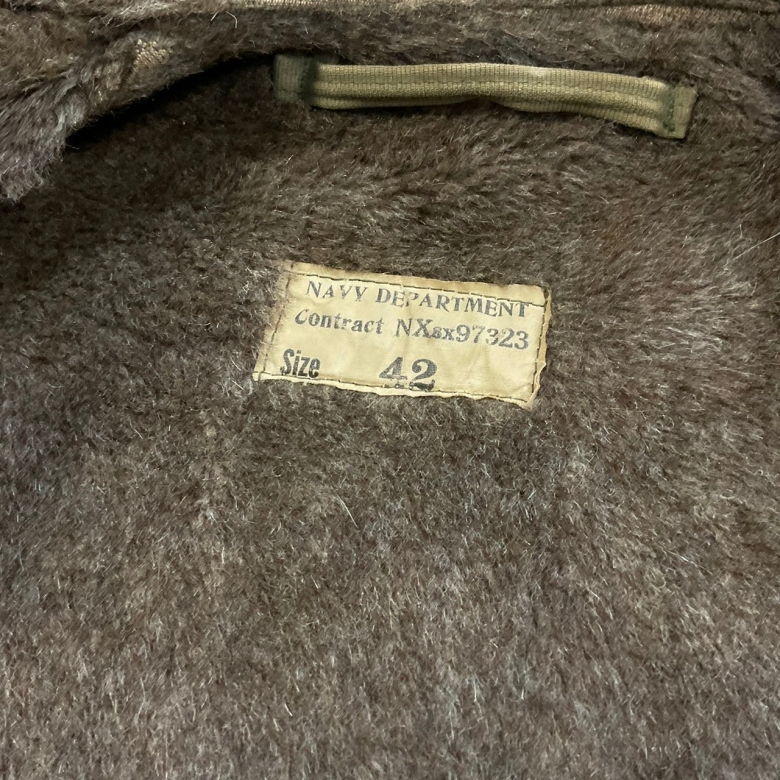 NAVY DEPARTMENT
Contract NXsx97323
Size 42